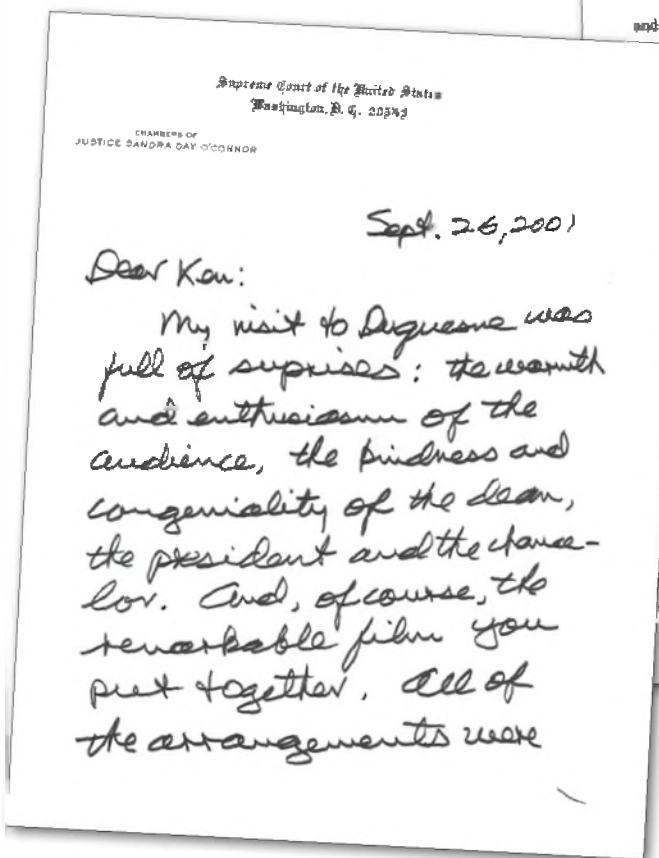 and
Supreme Court of the United States
Washington, D. C. 20543
CHAMBERS OF
JUSTICE SANDRA DAY O'CONNOR
Sept. 26, 2001
Dear Ken:
My visit to Duquesne was
full of suprises: the warmth
and enthusiasm of the
audience, the kindness and
congeniality of the dean,
the president and the chance-
lor. And, of course, the
remarkable film you
put together. All of
the arrangements were